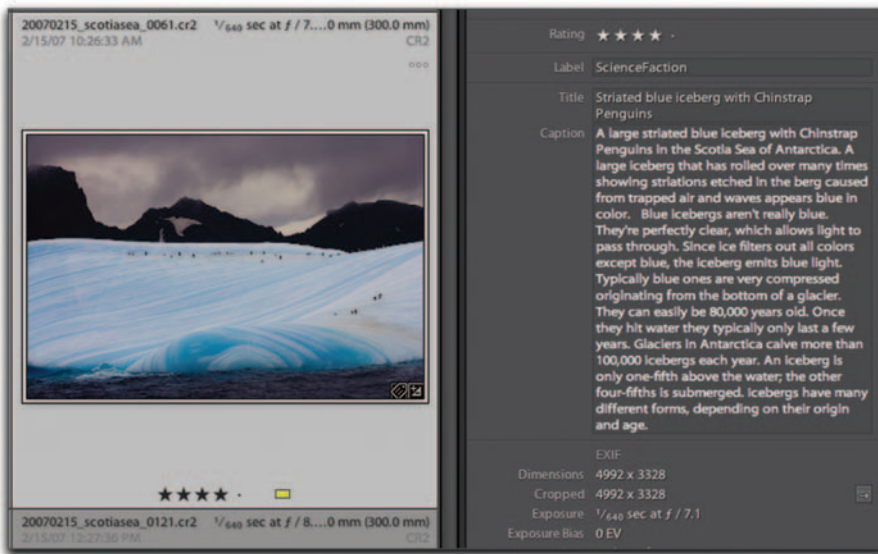 20070215_scotiasea_0061.cr2 1/640 sec at ƒ / 7....0 mm (300.0 mm)
2/15/07 10:26:33 AM CR2
Rating ★ ★ ★ ★ ·
Label ScienceFaction
Title Striated blue iceberg with Chinstrap
Penguins
Caption A large striated blue iceberg with Chinstrap
Penguins in the Scotia Sea of Antarctica. A
large iceberg that has rolled over many times
showing striations etched in the berg caused
from trapped air and waves appears blue in
color. Blue icebergs aren't really blue.
They're perfectly clear, which allows light to
pass through. Since ice filters out all colors
except blue, the iceberg emits blue light.
Typically blue ones are very compressed
originating from the bottom of a glacier.
They can easily be 80,000 years old. Once
they hit water they typically only last a few
years. Glaciers in Antarctica calve more than
100,000 icebergs each year. An iceberg is
only one-fifth above the water; the other
four-fifths is submerged. Icebergs have many
different forms, depending on their origin
and age.
EXIF
Dimensions 4992 x 3328
Cropped 4992 x 3328
Exposure 1/640 sec at ƒ / 7.1
Exposure Bias 0 EV
20070215_scotiasea_0121.cr2 1/640 sec at ƒ / 8....0 mm (300.0 mm)
2/15/07 12:27:36 PM CR2